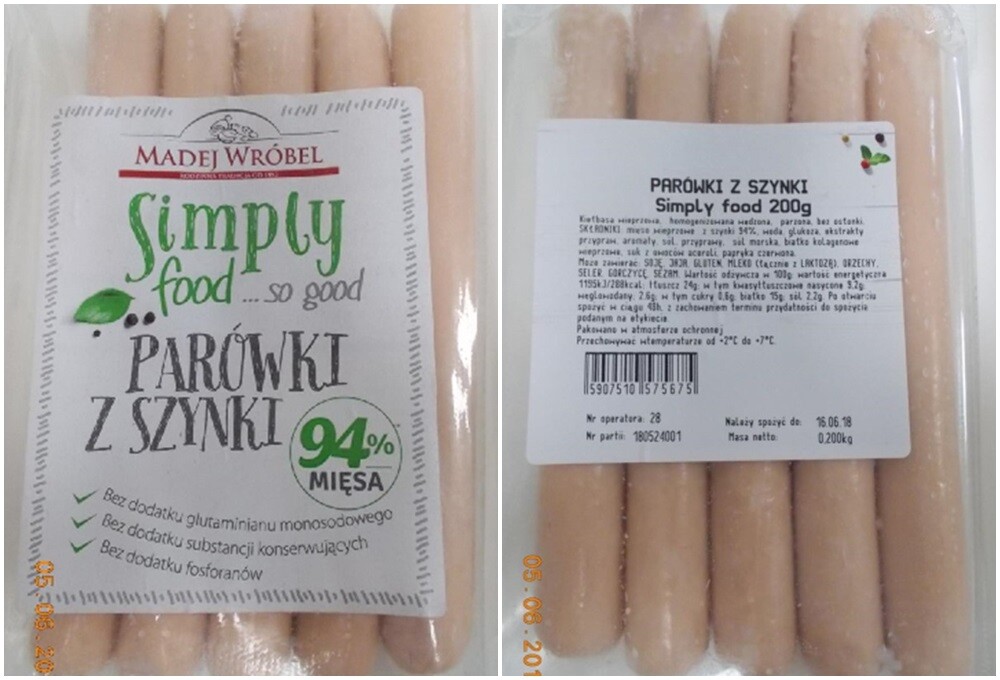 MADEJ WRÓBEL
RODZINNA TRADYCJA OD
Simply
food ...so good
PARÓWKI
Z SZYNKI
94%
MIĘSA
Bez dodatku glutaminianu monosodowego
Bez dodatku substancji konserwujących
Bez dodatku fosforanów
05.06.20
PARÓWKI Z SZYNKI
Simply food 200g
Kiełbasa wieprzowa, homogenizowana wędzona, parzona, bez osłonki.
SKŁADNIKI: mięso wieprzowe z szynki 94%, woda, glukoza, ekstrakty
przypraw, aromaty, sól, przyprawy, sól morska, białko kolagenowe
wieprzowe, sok z owoców aceroli, papryka czerwona.
Może zawierać: SOJĘ, JAJA, GLUTEN, MLEKO (łącznie z LAKTOZĄ), ORZECHY,
SELER, GORCZYCĘ, SEZAM. Wartość odżywcza w 100g: wartość energetyczna
1195kJ/288kcal; tłuszcz 24g; w tym kwasy tłuszczowe nasycone 9,2g;
węglowodany: 2,6g, w tym cukry 0,6g; białko 15g; sól 2,2g. Po otwarciu
spożyć w ciągu 48h, z zachowaniem terminu przydatności do spożycia
podanym na etykiecie.
Pakowano w atmosferze ochronnej
Przechowywać wtemperaturze od +2°C do +7°C.
5907510 575675
Nr operatora: 28 Należy spożyć do: 16.06.18
Nr partii: 180524001 Masa netto: 0,200kg
05.06.201